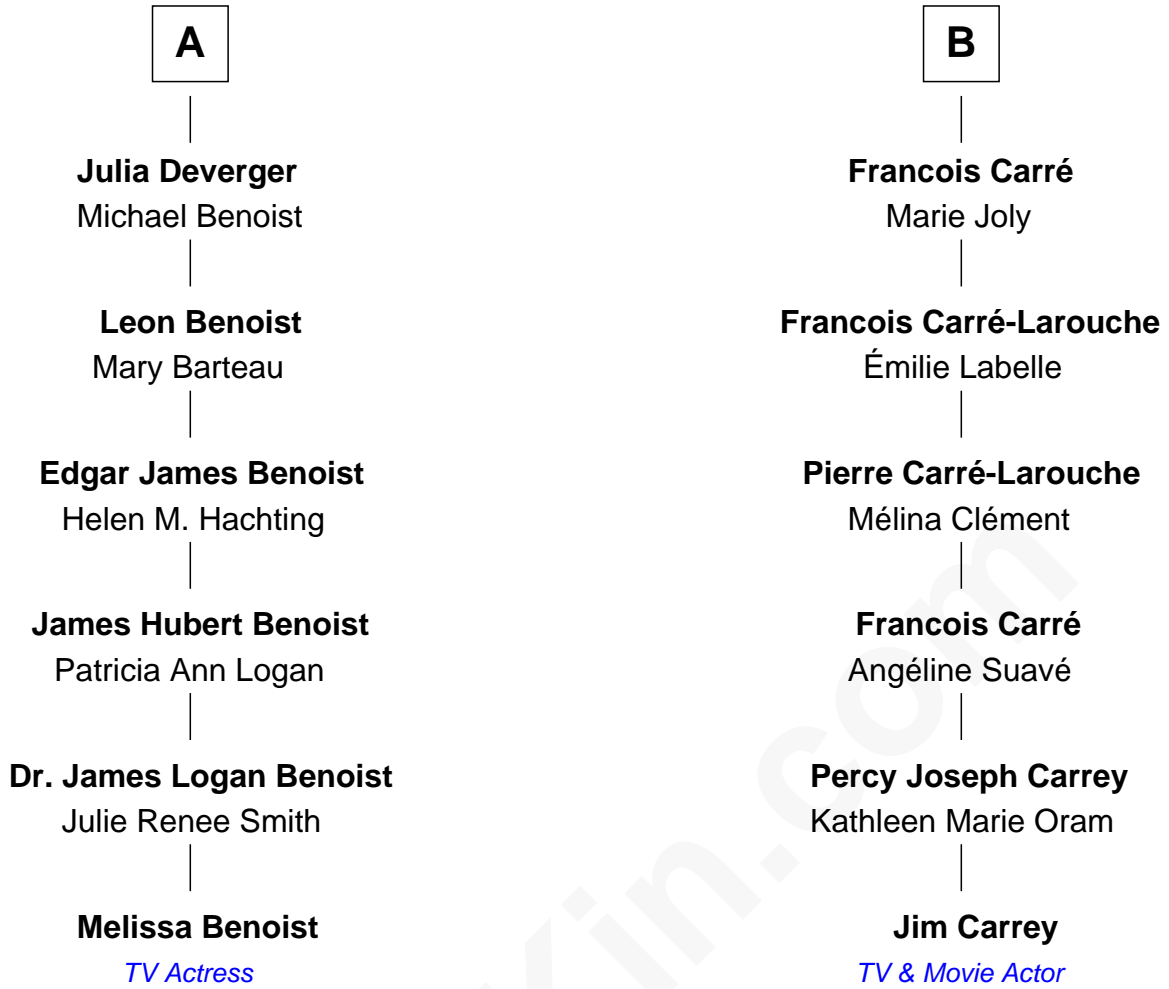 A
Julia Deverger
Michael Benoist
Leon Benoist
Mary Barteau
Edgar James Benoist
Helen M. Hachting
James Hubert Benoist
Patricia Ann Logan
Dr. James Logan Benoist
Julie Renee Smith
Melissa Benoist
TV Actress
B
Francois Carré
Marie Joly
Francois Carré-Larouche
Émilie Labelle
Pierre Carré-Larouche
Mélina Clément
Francois Carré
Angéline Suavé
Percy Joseph Carrey
Kathleen Marie Oram
Jim Carrey
TV & Movie Actor
Kin.com